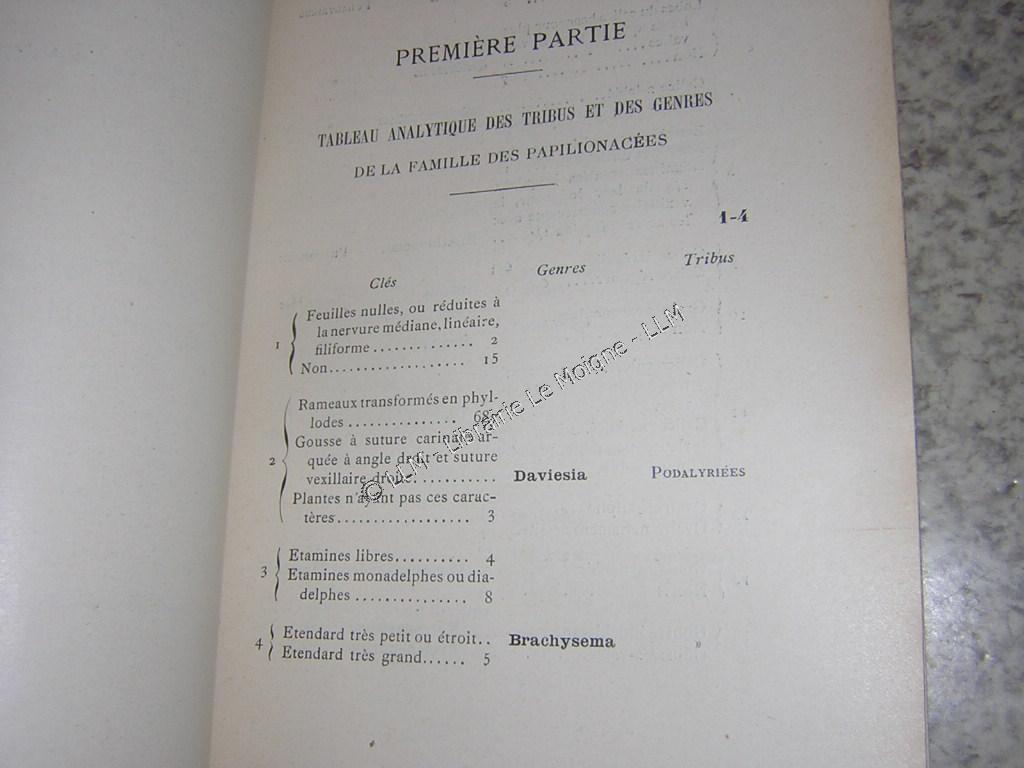 PREMIÈRE PARTIE
TABLEAU ANALYTIQUE DES TRIBUS ET DES GENRES
DE LA FAMILLE DES PAPILIONACÉES
1-4
Clés Genres Tribus
1 Feuilles nulles, ou réduites à
la nervure médiane, linéaire,
filiforme ............. 2
Non................... 15
2 Rameaux transformés en phyl-
lodes ...............
Gousse à suture
quée à angle droit et suture
vexillaire droite........... Daviesia PODALYRIÉES
Plantes n'ayant pas ces carac-
tères................... 3
3 Etamines libres.......... 4
Etamines monadelphes ou dia-
delphes ................ 8
4 Etendard très petit ou étroit.. Brachysema »
Etendard très grand...... 5
© LLM - Librairie Le Moigne - LLM